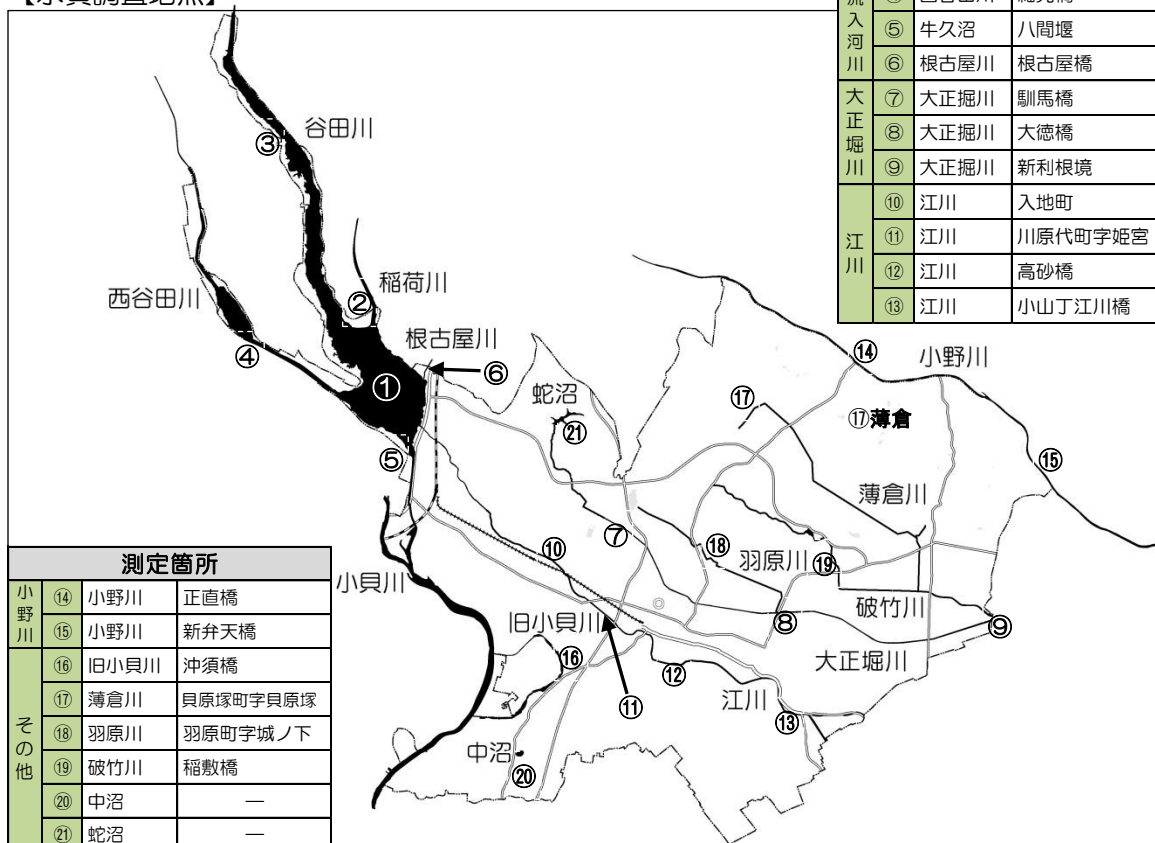 【水質調査地点】
流入河川
⑤ 牛久沼 八間堰
⑥ 根古屋川 根古屋橋
大正堀川
⑦ 大正掘川 馴馬橋
⑧ 大正掘川 大徳橋
⑨ 大正掘川 新利根境
江川
⑩ 江川 入地町
⑪ 江川 川原代町字姫宮
⑫ 江川 高砂橋
⑬ 江川 小山丁江川橋
谷田川
③
稲荷川
②
西谷田川
④
根古屋川
⑥
①
⑤
蛇沼
㉑
⑭
小野川
⑰
⑰薄倉
⑮
薄倉川
⑦
⑩
⑱
羽原川
⑲
破竹川
⑧
⑨
小貝川
旧小貝川
⑯
⑪
⑫
江川
大正堀川
⑬
中沼
⑳
測定箇所
小野川
⑭ 小野川 正直橋
⑮ 小野川 新弁天橋
その他
⑯ 旧小貝川 沖須橋
⑰ 薄倉川 貝原塚町字貝原塚
⑱ 羽原川 羽原町字城ノ下
⑲ 破竹川 稲敷橋
⑳ 中沼 ―
㉑ 蛇沼 ―